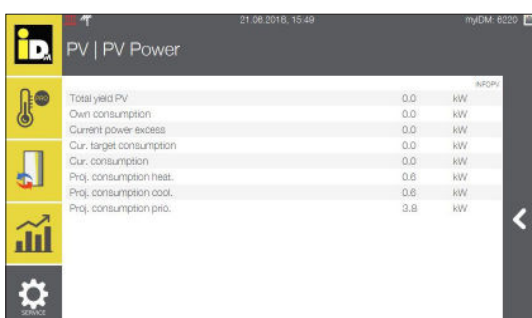 21.06.2016, 15:49 myiDM: 6220
iDM
PV | PV Power
PRO
INFOPV
Total yield PV 0.0 kW
Own consumption 0.0 kW
Current power excess 0.0 kW
Cur. target consumption 0.0 kW
Cur. consumption 0.0 kW
Proj. consumption heat. 0.6 kW
Proj. consumption cool. 0.6 kW
Proj. consumption prio. 3.8 kW
SERVICE